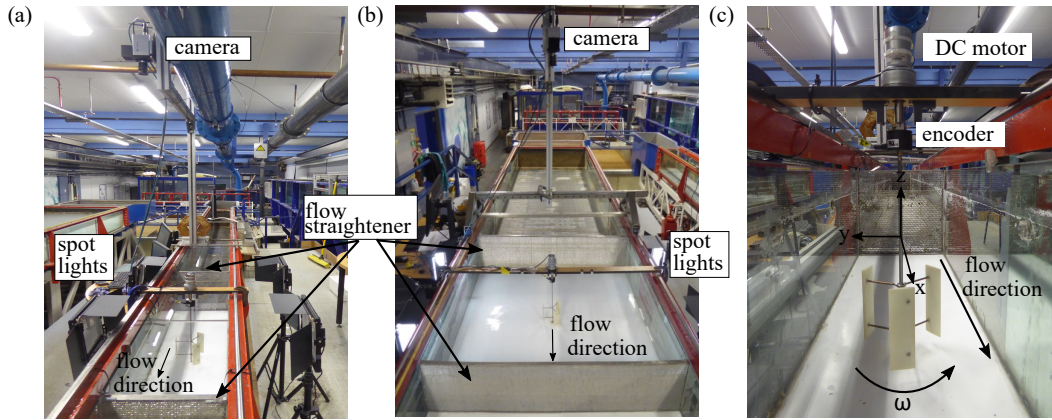 (a)
camera
spot
lights
flow
direction
flow
straightener
(b)
camera
spot
lights
flow
direction
(c)
DC motor
encoder
z
y
x
flow
direction
ω